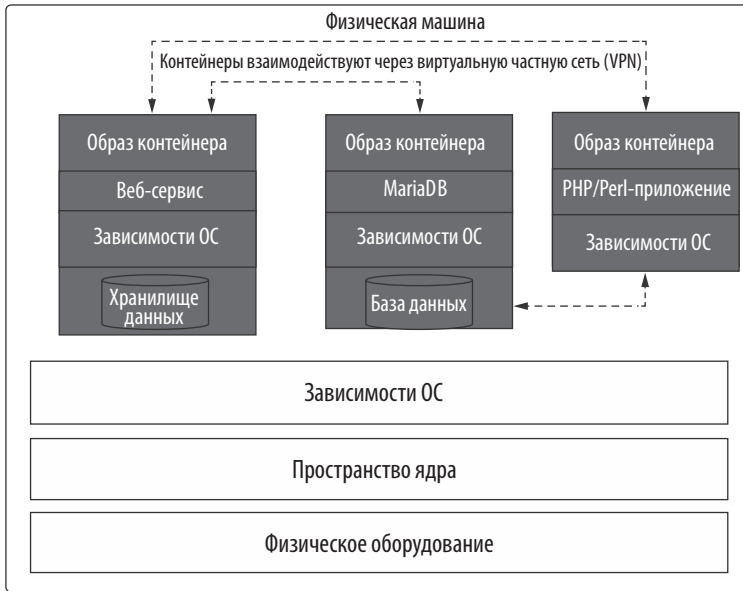 Физическая машина
Контейнеры взаимодействуют через виртуальную частную сеть (VPN)
Образ контейнера
Веб-сервис
Зависимости ОС
Хранилище
данных
Образ контейнера
MariaDB
Зависимости ОС
База данных
Образ контейнера
PHP/Perl-приложение
Зависимости ОС
Зависимости ОС
Пространство ядра
Физическое оборудование